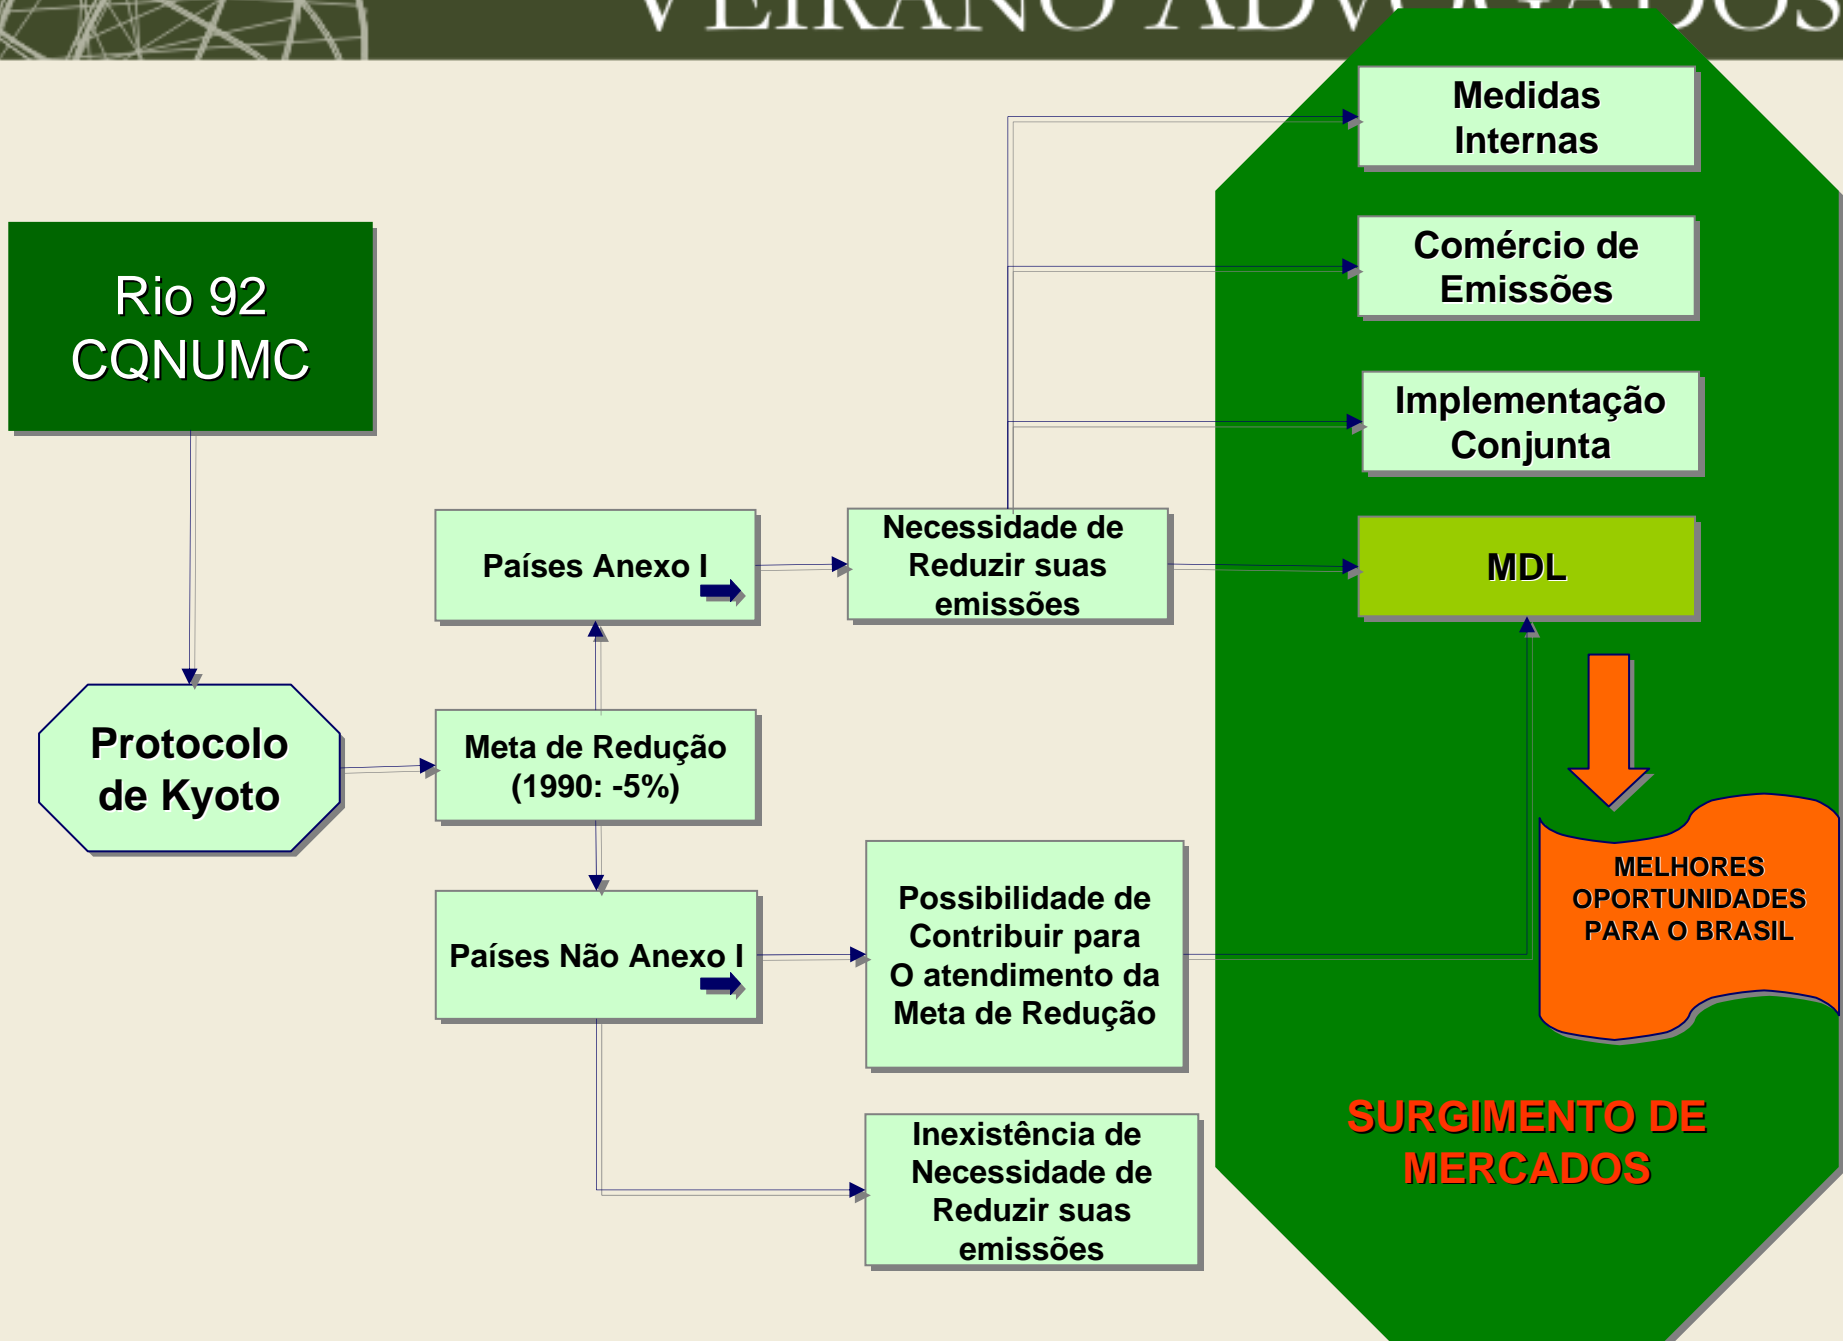 VEIRANO ADVOGADOS
Rio 92
CQNUMC
Protocolo
de Kyoto
Países Anexo I
Meta de Redução
(1990: -5%)
Países Não Anexo I
Necessidade de
Reduzir suas
emissões
Possibilidade de
Contribuir para
O atendimento da
Meta de Redução
Inexistência de
Necessidade de
Reduzir suas
emissões
Medidas
Internas
Comércio de
Emissões
Implementação
Conjunta
MDL
MELHORES
OPORTUNIDADES
PARA O BRASIL
SURGIMENTO DE
MERCADOS